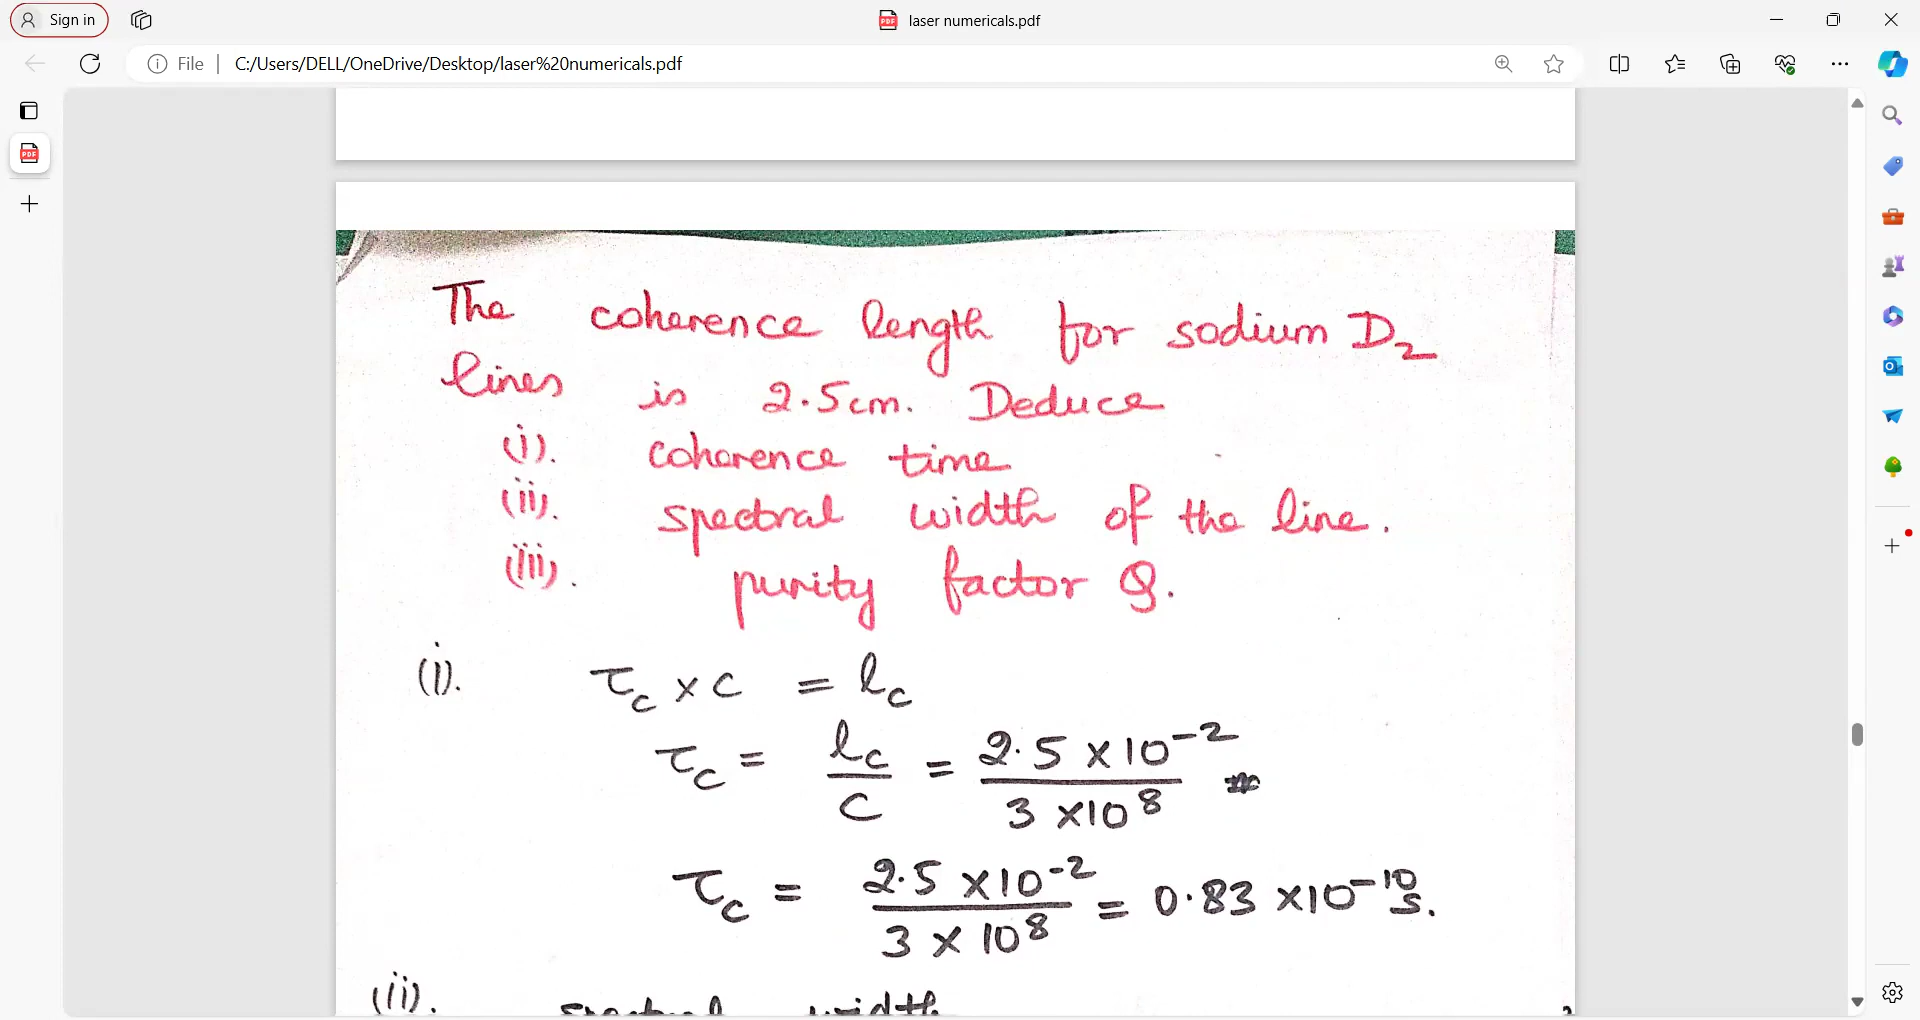 Sign in
laser numericals.pdf
File
C:/Users/DELL/OneDrive/Desktop/laser%20numericals.pdf
The coherence length for sodium D₂
lines is 2.5cm. Deduce
(i). coherence time
(ii). spectral width of the line.
(iii). purity factor Q.
(i). τc × c = lc
τc = lc/c = 2.5 × 10⁻² / 3 × 10⁸
τc = 2.5 × 10⁻² / 3 × 10⁸ = 0.83 × 10⁻¹⁰ s.
(ii). spectral width